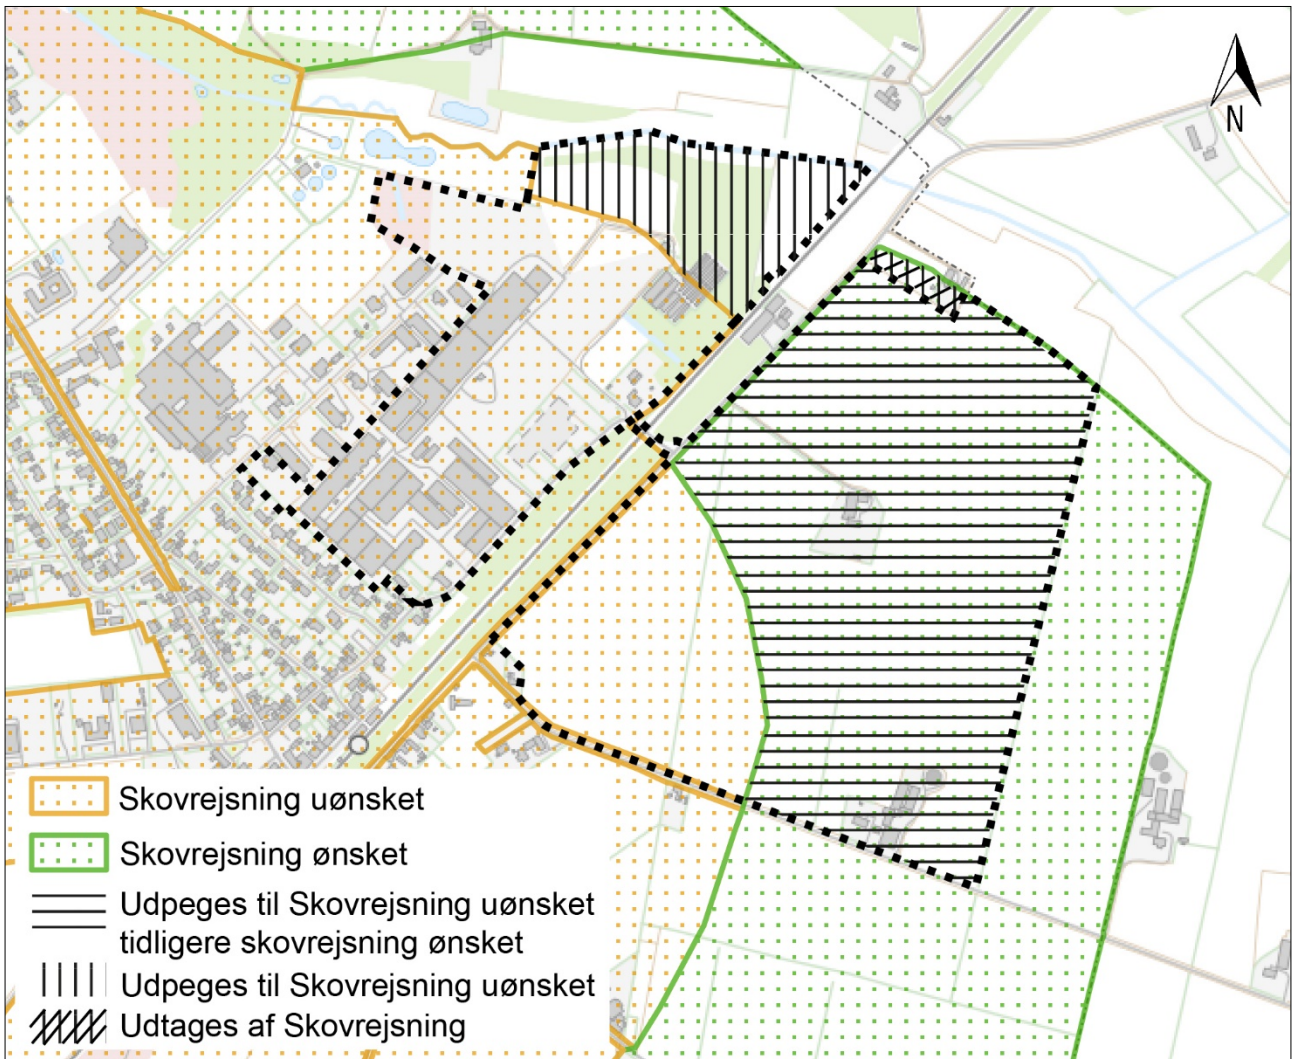 N
Skovrejsning uønsket
Skovrejsning ønsket
Udpeges til Skovrejsning uønsket
tidligere skovrejsning ønsket
Udpeges til Skovrejsning uønsket
Udtages af Skovrejsning